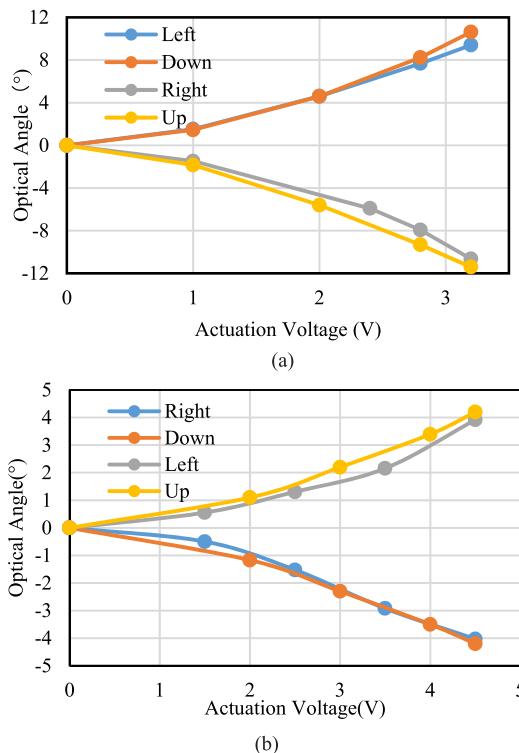 12
8
4
0
-4
-8
-12
Optical Angle (°)
Left
Down
Right
Up
0 1 2 3
Actuation Voltage (V)
(a)
5
4
3
2
1
0
-1
-2
-3
-4
-5
Optical Angle(°)
Right
Down
Left
Up
0 1 2 3 4 5
Actuation Voltage(V)
(b)